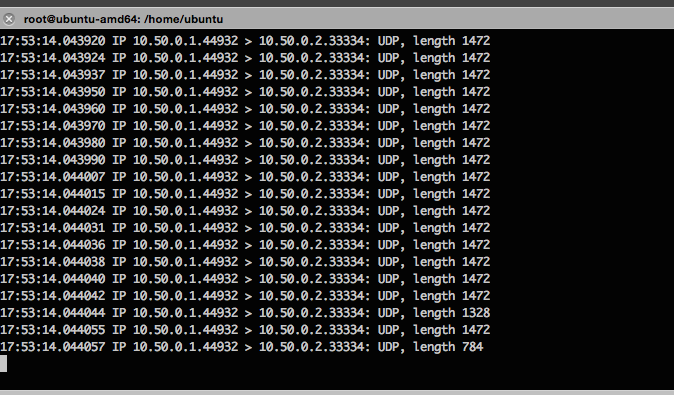 root@ubuntu-amd64: /home/ubuntu
17:53:14.043920 IP 10.50.0.1.44932 > 10.50.0.2.33334: UDP, length 1472
17:53:14.043924 IP 10.50.0.1.44932 > 10.50.0.2.33334: UDP, length 1472
17:53:14.043937 IP 10.50.0.1.44932 > 10.50.0.2.33334: UDP, length 1472
17:53:14.043950 IP 10.50.0.1.44932 > 10.50.0.2.33334: UDP, length 1472
17:53:14.043960 IP 10.50.0.1.44932 > 10.50.0.2.33334: UDP, length 1472
17:53:14.043970 IP 10.50.0.1.44932 > 10.50.0.2.33334: UDP, length 1472
17:53:14.043980 IP 10.50.0.1.44932 > 10.50.0.2.33334: UDP, length 1472
17:53:14.043990 IP 10.50.0.1.44932 > 10.50.0.2.33334: UDP, length 1472
17:53:14.044007 IP 10.50.0.1.44932 > 10.50.0.2.33334: UDP, length 1472
17:53:14.044015 IP 10.50.0.1.44932 > 10.50.0.2.33334: UDP, length 1472
17:53:14.044024 IP 10.50.0.1.44932 > 10.50.0.2.33334: UDP, length 1472
17:53:14.044031 IP 10.50.0.1.44932 > 10.50.0.2.33334: UDP, length 1472
17:53:14.044036 IP 10.50.0.1.44932 > 10.50.0.2.33334: UDP, length 1472
17:53:14.044038 IP 10.50.0.1.44932 > 10.50.0.2.33334: UDP, length 1472
17:53:14.044040 IP 10.50.0.1.44932 > 10.50.0.2.33334: UDP, length 1472
17:53:14.044042 IP 10.50.0.1.44932 > 10.50.0.2.33334: UDP, length 1472
17:53:14.044044 IP 10.50.0.1.44932 > 10.50.0.2.33334: UDP, length 1328
17:53:14.044055 IP 10.50.0.1.44932 > 10.50.0.2.33334: UDP, length 1472
17:53:14.044057 IP 10.50.0.1.44932 > 10.50.0.2.33334: UDP, length 784